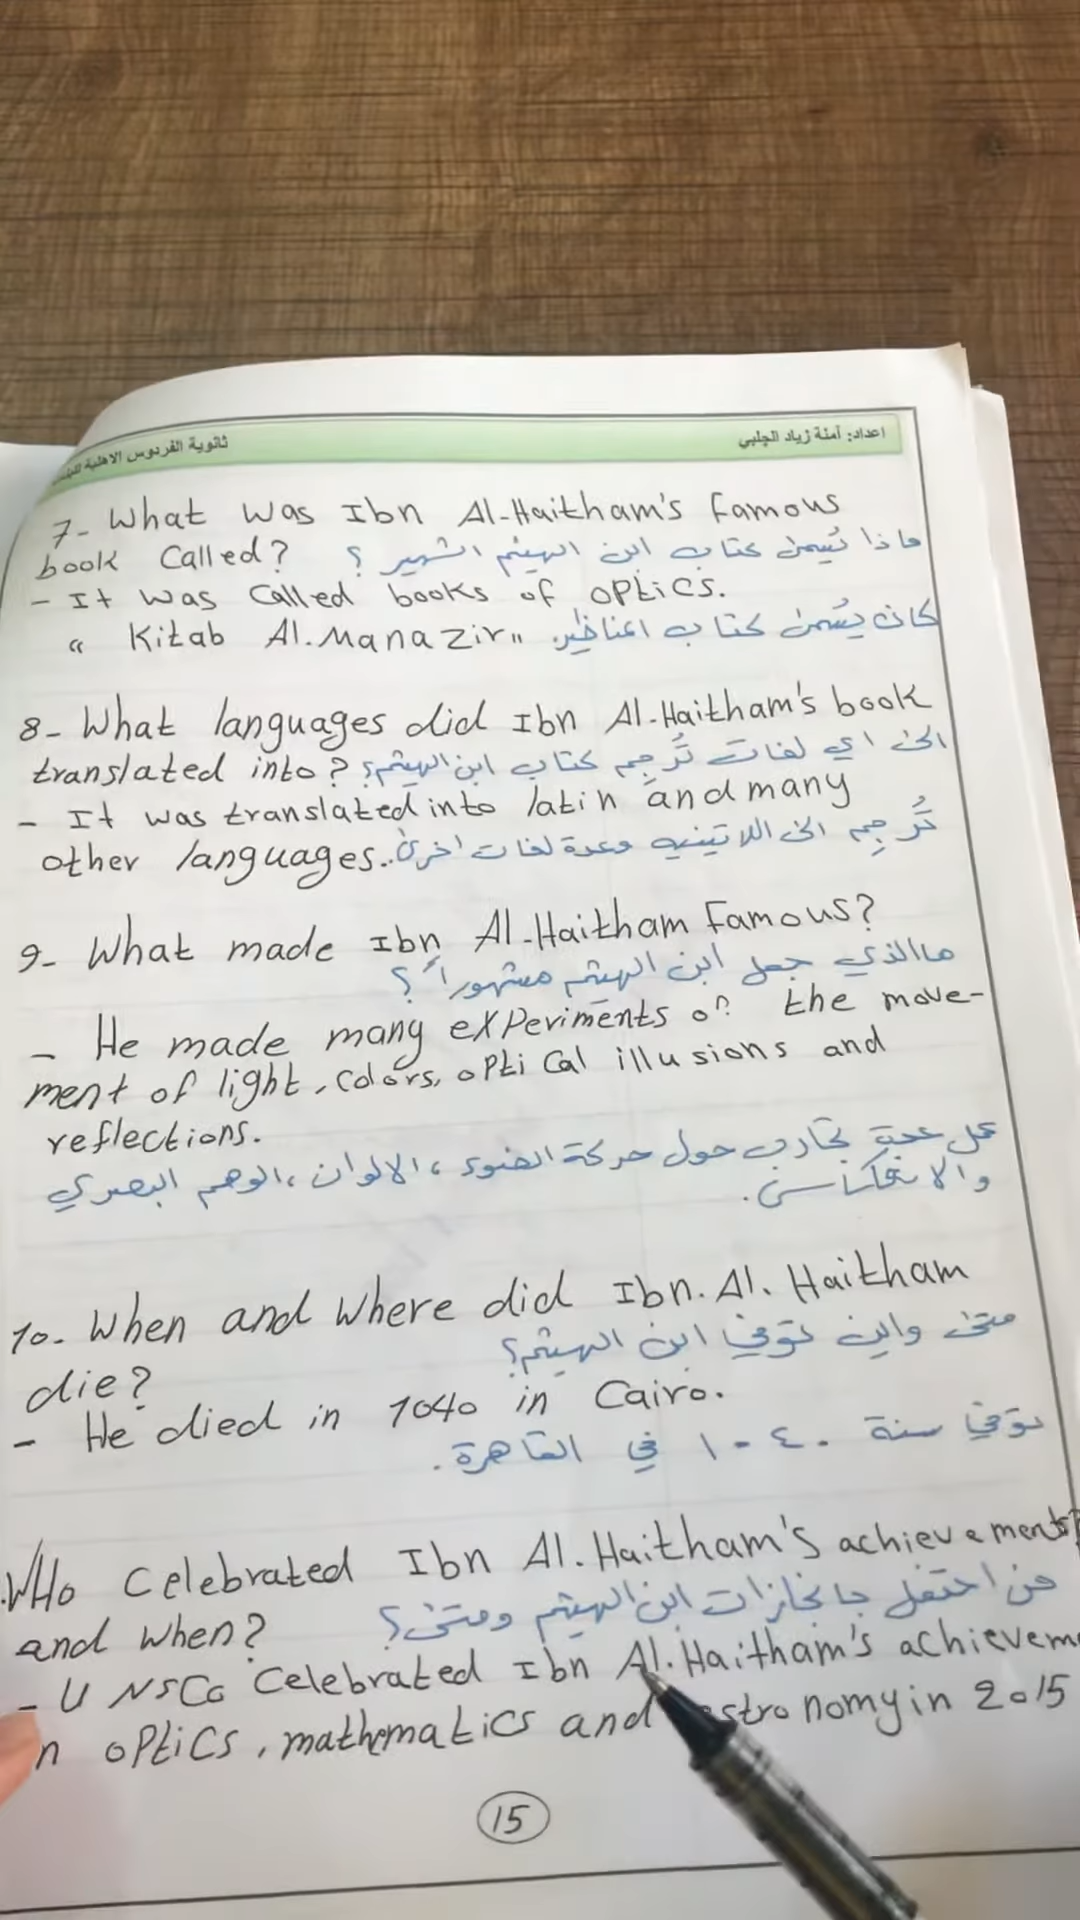 اعداد: آمنة زياد الجلبي
ثانوية الفردوس الاهلية
7- What was Ibn Al-Haitham's famous
book called? ماذا يُسمى كتاب ابن الهيثم الشهير ؟
- It was called books of optics.
"Kitab Al.Manazir" كان يُسمى كتاب المناظر.
8- What languages did Ibn Al-Haitham's book
translated into? الى اي لغات تُرجم كتاب ابن الهيثم؟
- It was translated into latin and many
other languages. تُرجِم الى اللاتينيه وعدة لغات اخرى.
9- What made Ibn Al-Haitham famous?
ماالذي جعل ابن الهيثم مشهوراً ؟
- He made many experiments on the move-
ment of light, colors, optical illusions and
reflections.
عمل عدة تجارب حول حركة الضوء، الالوان، الوهم البصري
والانعكاس.
10- When and where did Ibn.Al.Haitham
die? متى واين توفي ابن الهيثم؟
- He died in 1040 in Cairo.
توفي سنة ١٠٤٠ في القاهرة.
.WHo celebrated Ibn Al.Haitham's achievements?
and when? من احتفل بانجازات ابن الهيثم ومتى؟
- UNSCo celebrated Ibn Al.Haitham's achievem
n optics, mathematics and astronomy in 2015
15